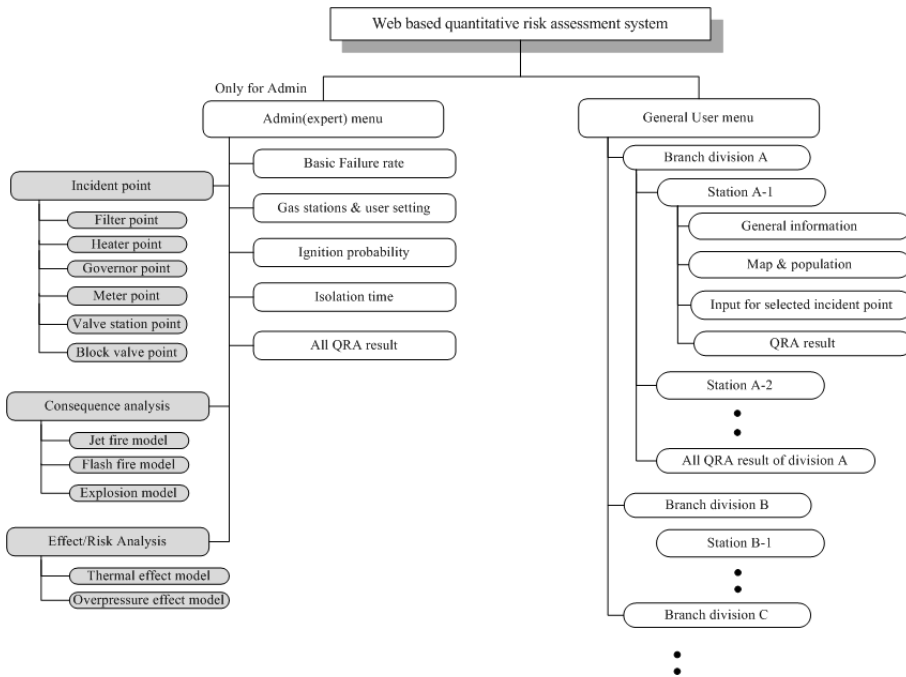 Web based quantitative risk assessment system
Only for Admin
Admin(expert) menu
Basic Failure rate
Gas stations & user setting
Ignition probability
Isolation time
All QRA result
Incident point
Filter point
Heater point
Governor point
Meter point
Valve station point
Block valve point
Consequence analysis
Jet fire model
Flash fire model
Explosion model
Effect/Risk Analysis
Thermal effect model
Overpressure effect model
General User menu
Branch division A
Station A-1
General information
Map & population
Input for selected incident point
QRA result
Station A-2
All QRA result of division A
Branch division B
Station B-1
Branch division C